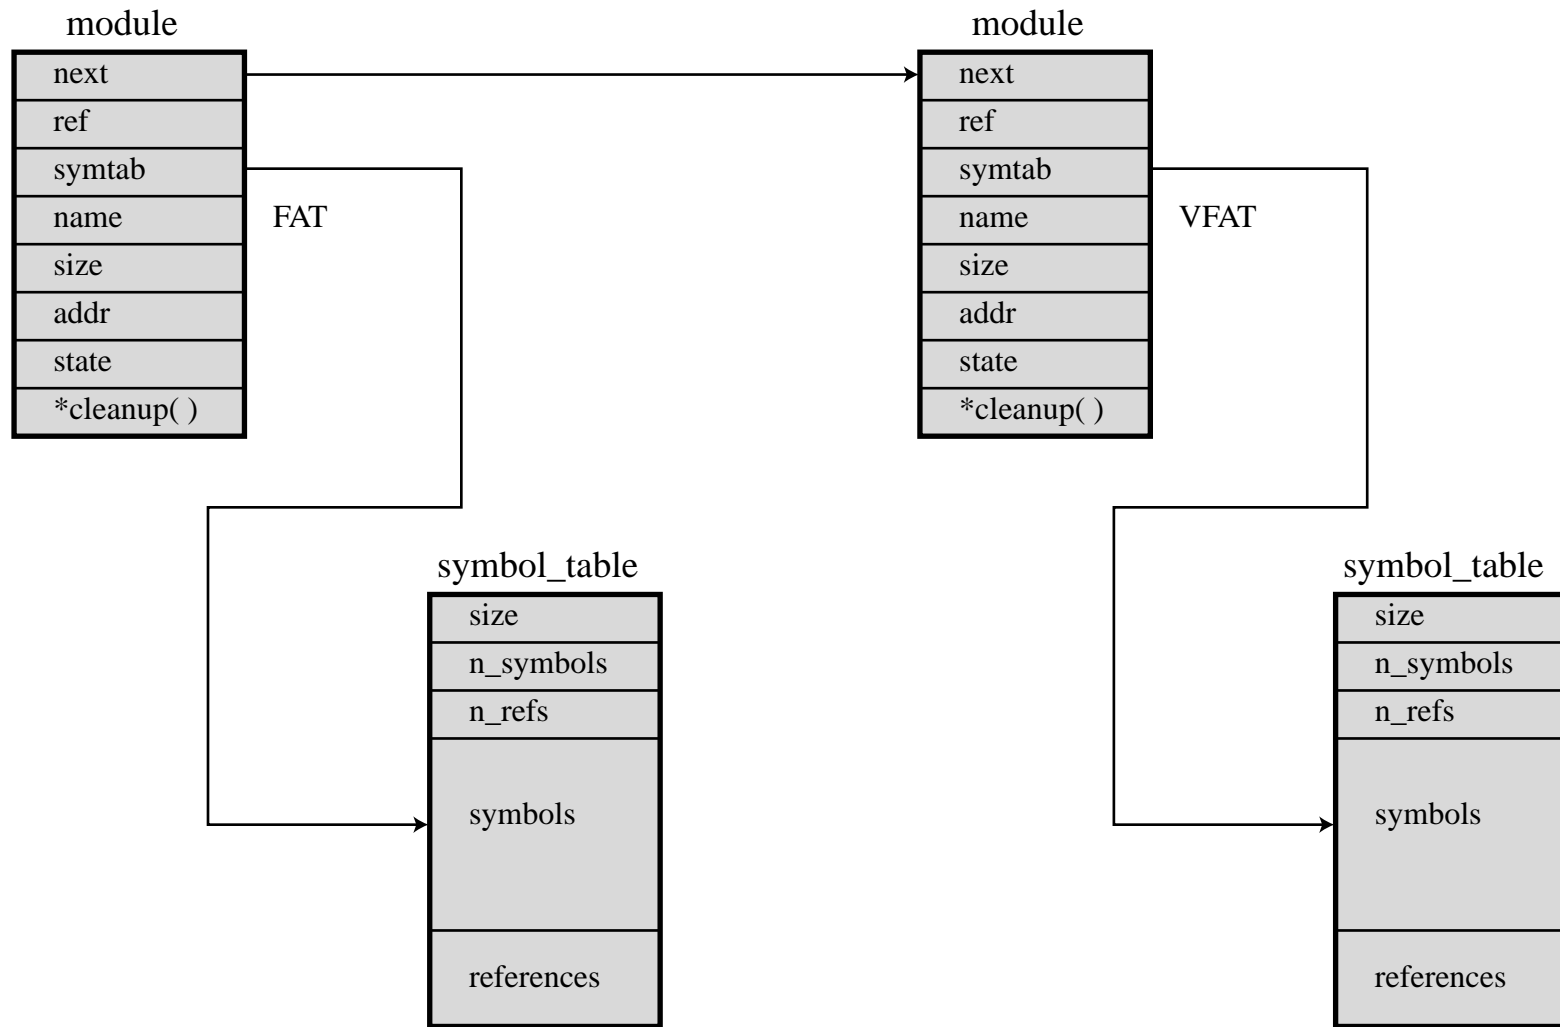 module
next
ref
symtab
name FAT
size
addr
state
*cleanup( )
module
next
ref
symtab
name VFAT
size
addr
state
*cleanup( )
symbol_table
size
n_symbols
n_refs
symbols
references
symbol_table
size
n_symbols
n_refs
symbols
references